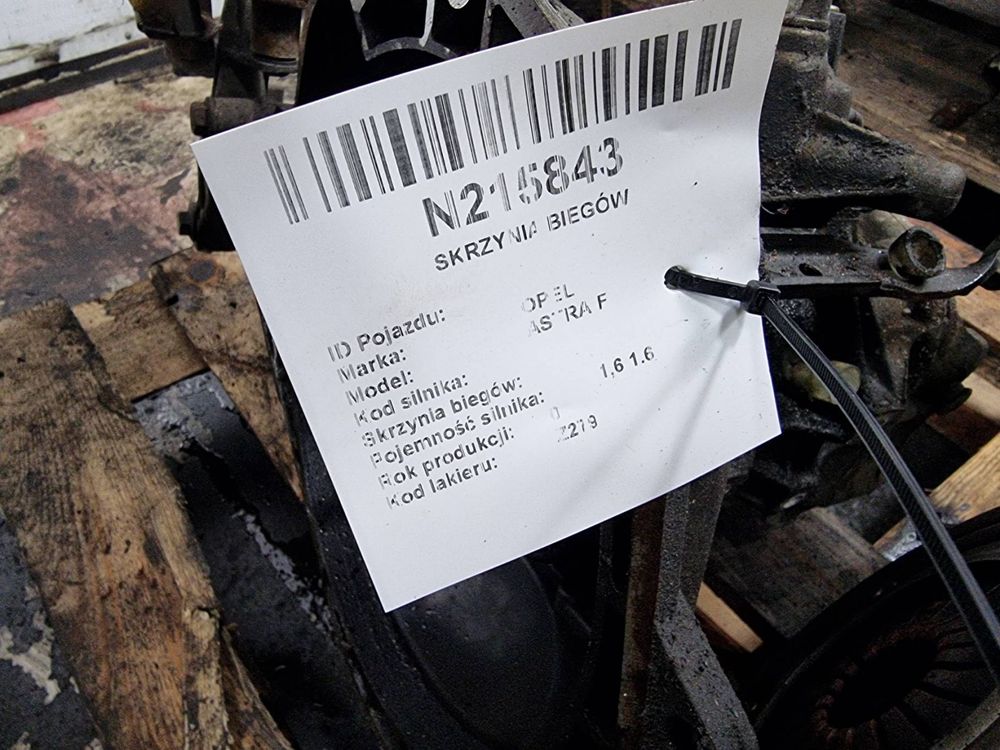 N215843
SKRZYNIA BIEGÓW
ID Pojazdu:
Marka: OPEL
Model: ASTRA F
Kod silnika:
Skrzynia biegów:
Pojemność silnika: 1,6 1.6
Rok produkcji: 0
Kod lakieru: Z279